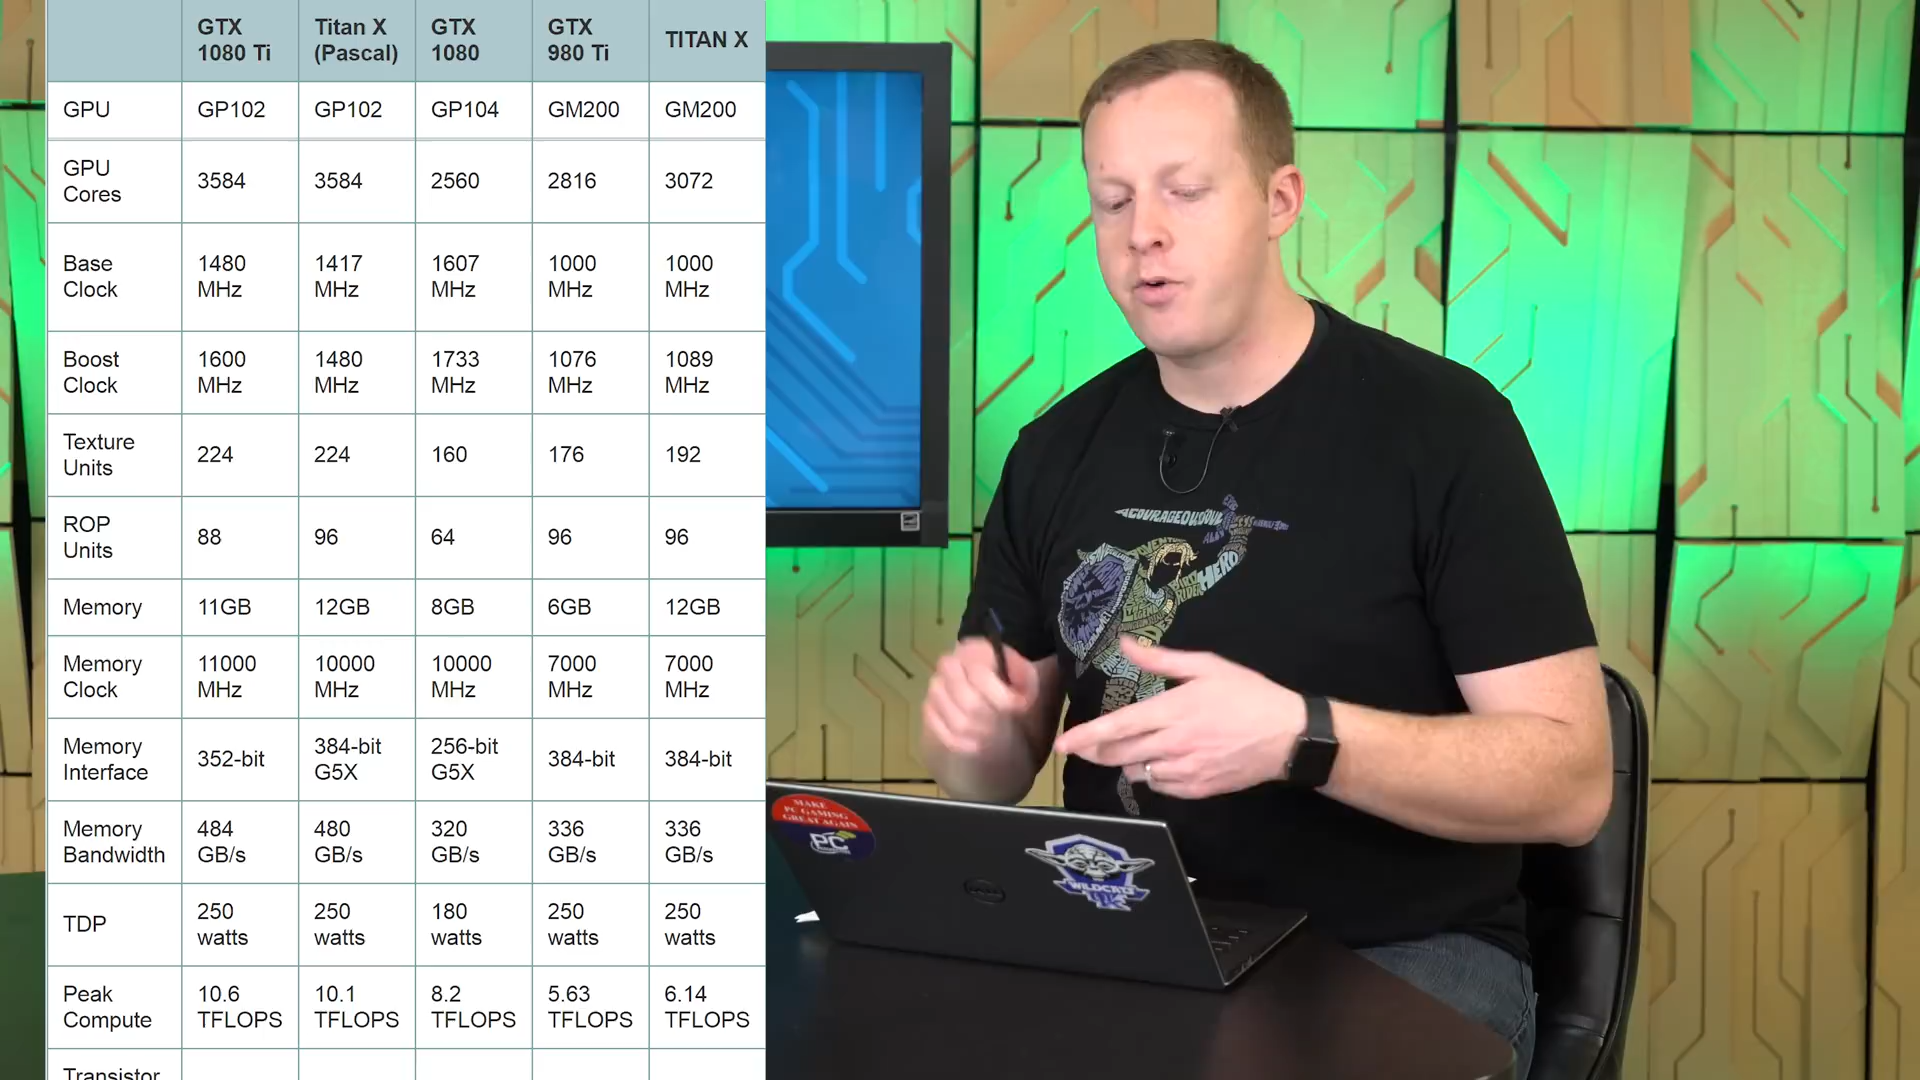 GTX 1080 Ti Titan X (Pascal) GTX 1080 GTX 980 Ti TITAN X
GPU GP102 GP102 GP104 GM200 GM200
GPU Cores 3584 3584 2560 2816 3072
Base Clock 1480 MHz 1417 MHz 1607 MHz 1000 MHz 1000 MHz
Boost Clock 1600 MHz 1480 MHz 1733 MHz 1076 MHz 1089 MHz
Texture Units 224 224 160 176 192
ROP Units 88 96 64 96 96
Memory 11GB 12GB 8GB 6GB 12GB
Memory Clock 11000 MHz 10000 MHz 10000 MHz 7000 MHz 7000 MHz
Memory Interface 352-bit 384-bit G5X 256-bit G5X 384-bit 384-bit
Memory Bandwidth 484 GB/s 480 GB/s 320 GB/s 336 GB/s 336 GB/s
TDP 250 watts 250 watts 180 watts 250 watts 250 watts
Peak Compute 10.6 TFLOPS 10.1 TFLOPS 8.2 TFLOPS 5.63 TFLOPS 6.14 TFLOPS
Transistor
COURAGEOUS
HERO
MAKE
PC GAMING
GREAT AGAIN
PC
DELL
WILDCATS